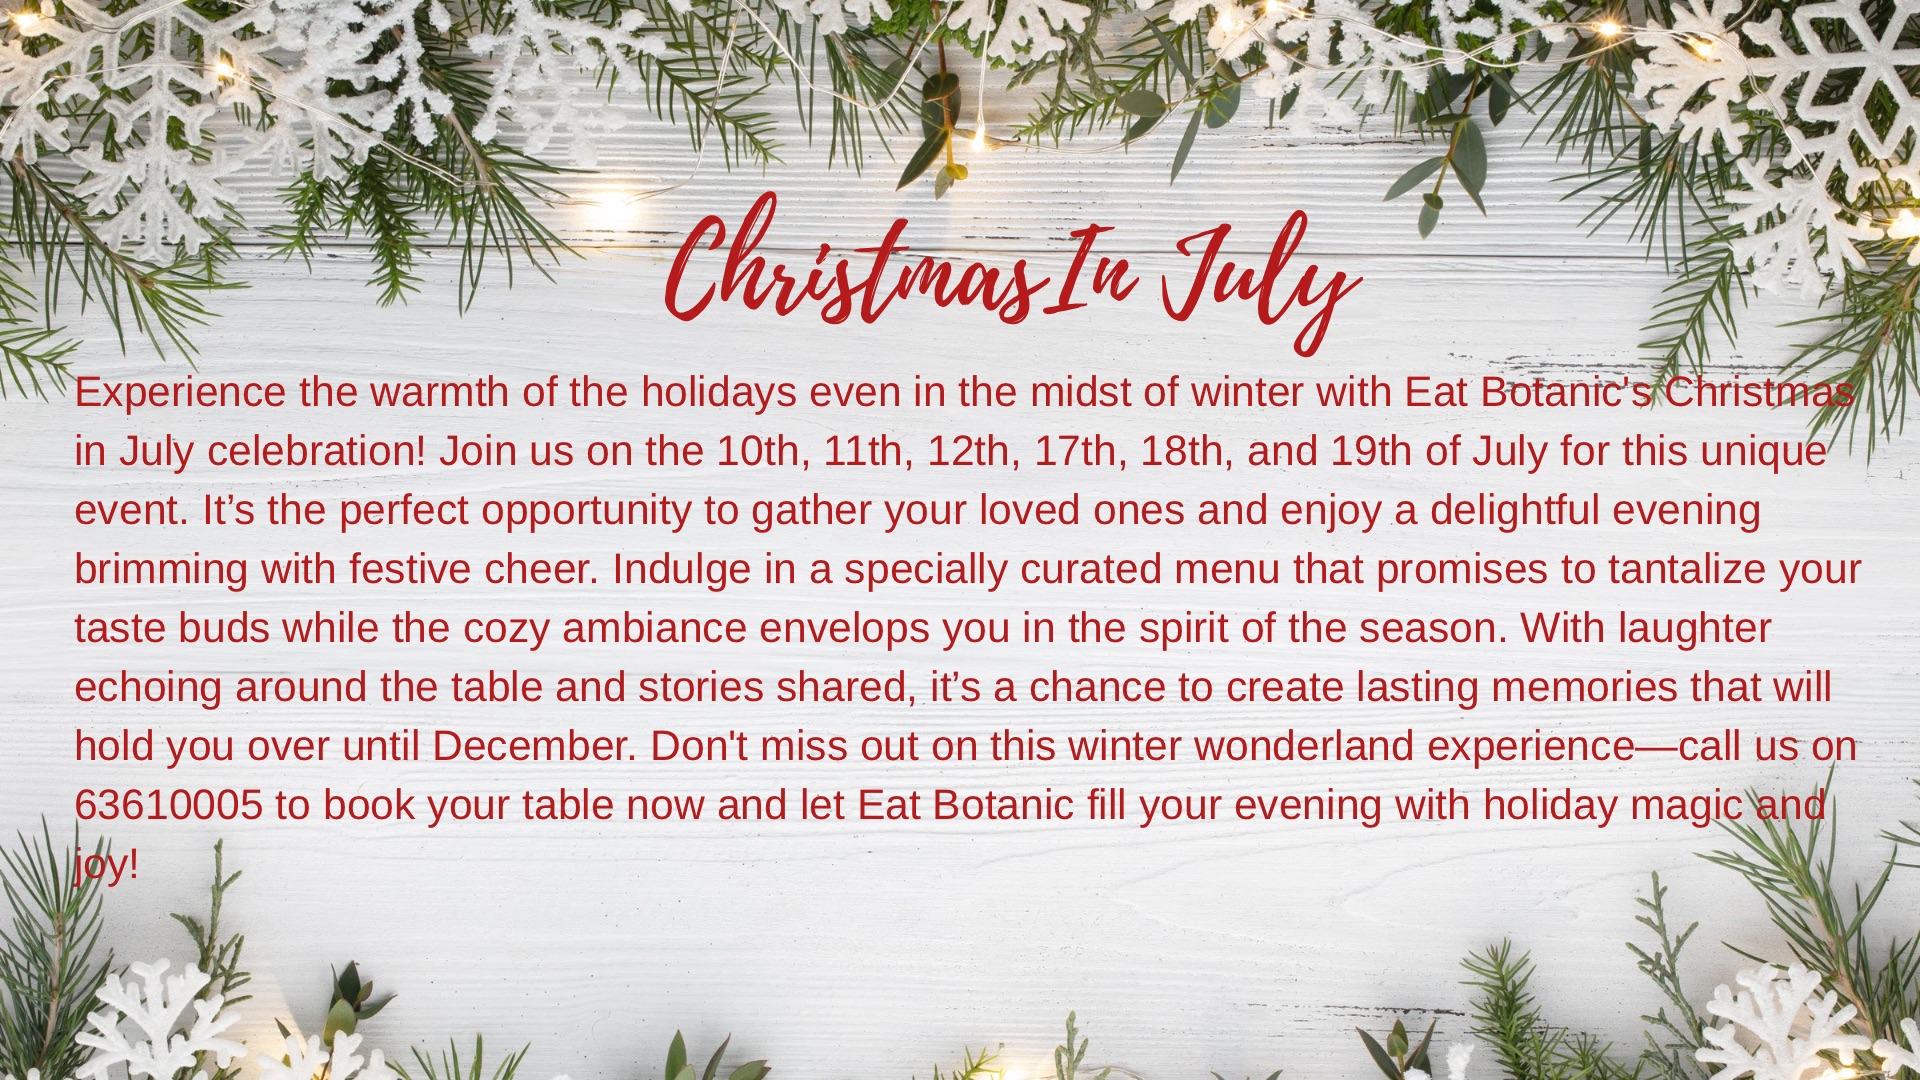 Christmas In July
Experience the warmth of the holidays even in the midst of winter with Eat Botanic's Christmas
in July celebration! Join us on the 10th, 11th, 12th, 17th, 18th, and 19th of July for this unique
event. It’s the perfect opportunity to gather your loved ones and enjoy a delightful evening
brimming with festive cheer. Indulge in a specially curated menu that promises to tantalize your
taste buds while the cozy ambiance envelops you in the spirit of the season. With laughter
echoing around the table and stories shared, it’s a chance to create lasting memories that will
hold you over until December. Don't miss out on this winter wonderland experience—call us on
63610005 to book your table now and let Eat Botanic fill your evening with holiday magic and
joy!